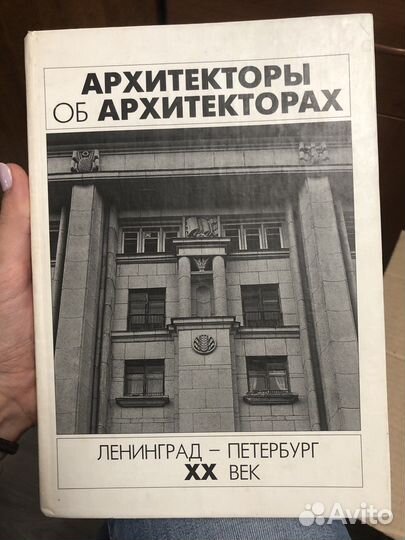 АРХИТЕКТОРЫ
ОБ АРХИТЕКТОРАХ
ЛЕНИНГРАД – ПЕТЕРБУРГ
XX ВЕК
Avito